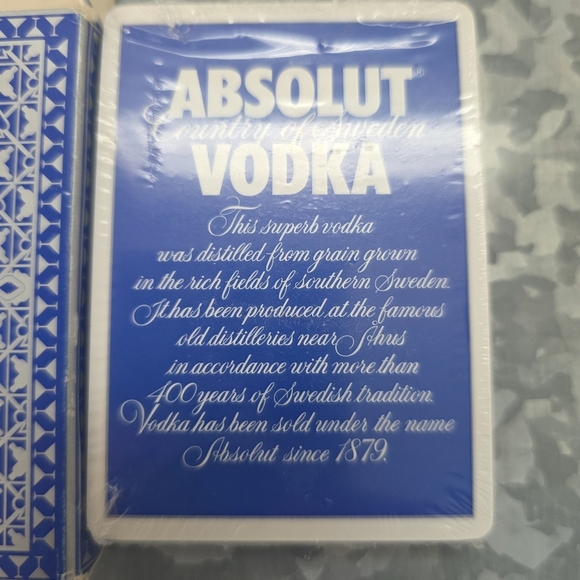 ABSOLUT®
Country of Sweden
VODKA
This superb vodka
was distilled from grain grown
in the rich fields of southern Sweden.
It has been produced at the famous
old distilleries near Åhus
in accordance with more than
400 years of Swedish tradition.
Vodka has been sold under the name
Absolut since 1879.